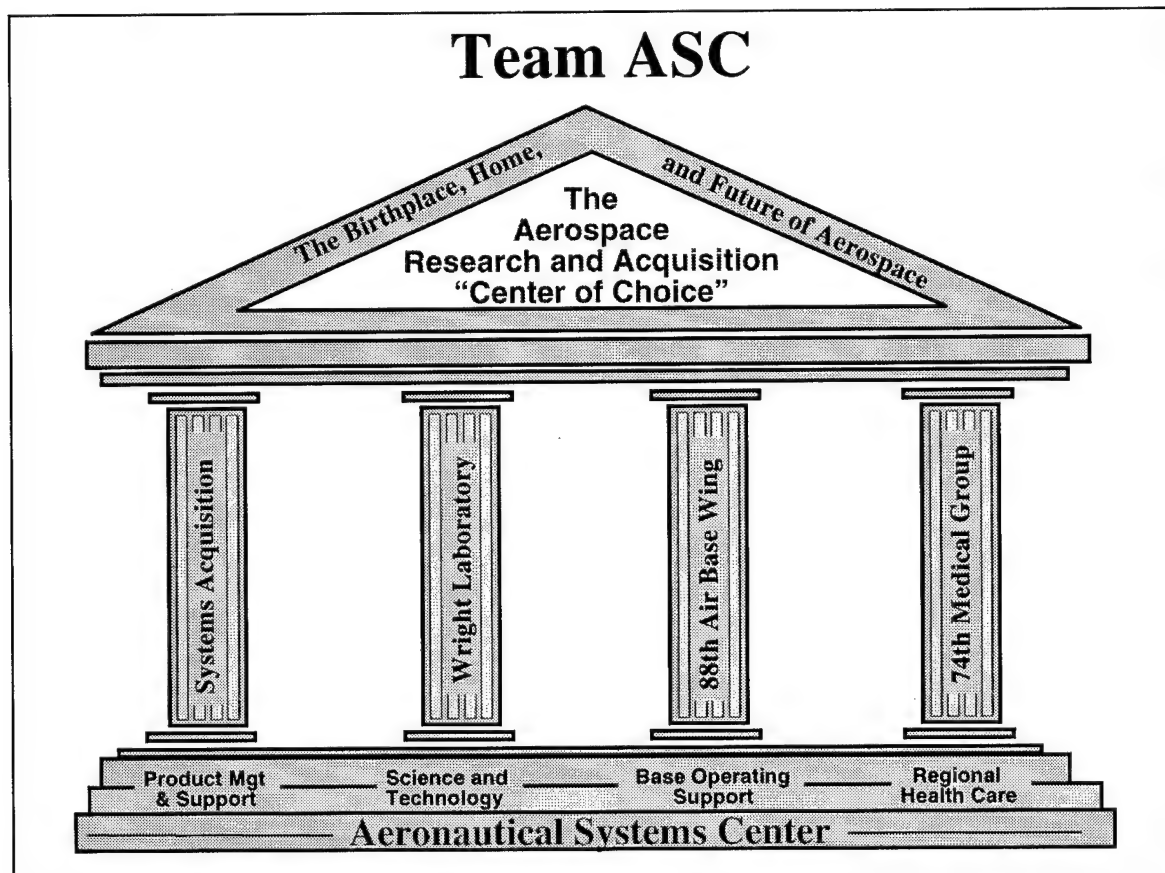 Team ASC
The Birthplace, Home,
and Future of Aerospace
The
Aerospace
Research and Acquisition
“Center of Choice”
Systems Acquisition
Wright Laboratory
88th Air Base Wing
74th Medical Group
Product Mgt
& Support
Science and
Technology
Base Operating
Support
Regional
Health Care
Aeronautical Systems Center